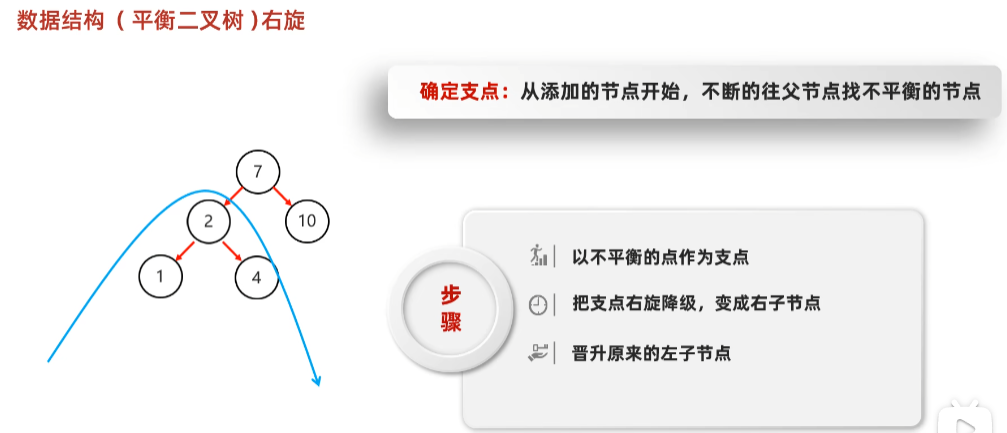 数据结构（平衡二叉树）右旋
确定支点：从添加的节点开始，不断的往父节点找不平衡的节点
7
2
10
1
4
步
骤
以不平衡的点作为支点
把支点右旋降级，变成右子节点
晋升原来的左子节点